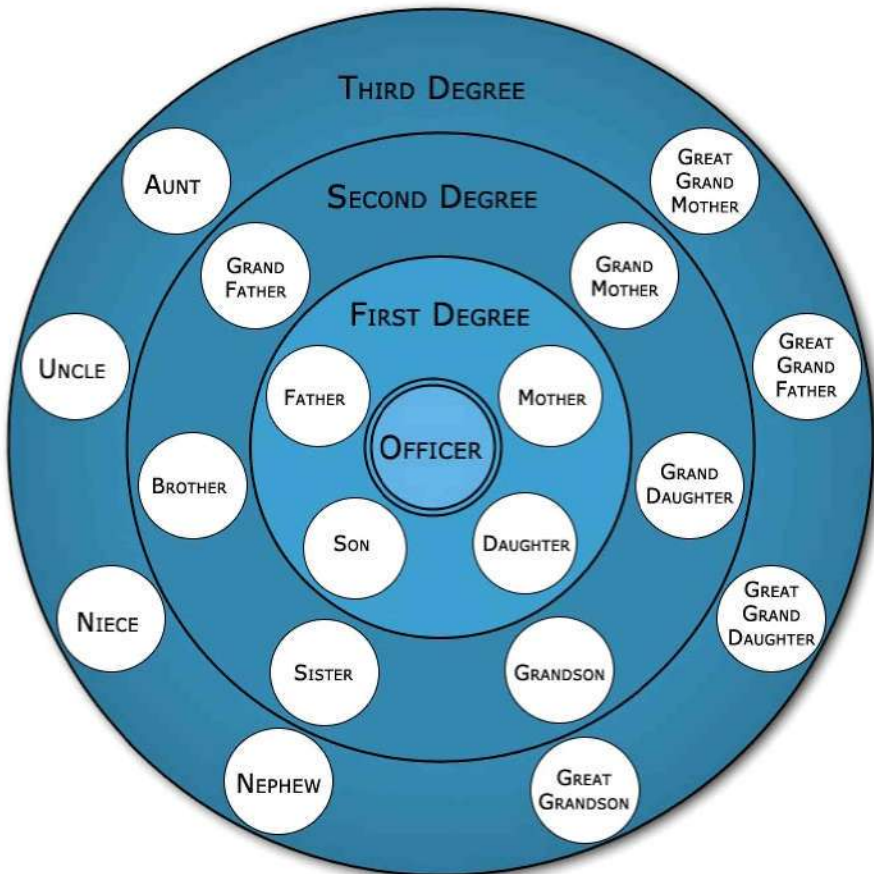 THIRD DEGREE
AUNT
GREAT
GRAND
MOTHER
SECOND DEGREE
GRAND
FATHER
GRAND
MOTHER
FIRST DEGREE
UNCLE
GREAT
GRAND
FATHER
FATHER
MOTHER
OFFICER
BROTHER
GRAND
DAUGHTER
SON
DAUGHTER
NIECE
GREAT
GRAND
DAUGHTER
SISTER
GRANDSON
NEPHEW
GREAT
GRANDSON